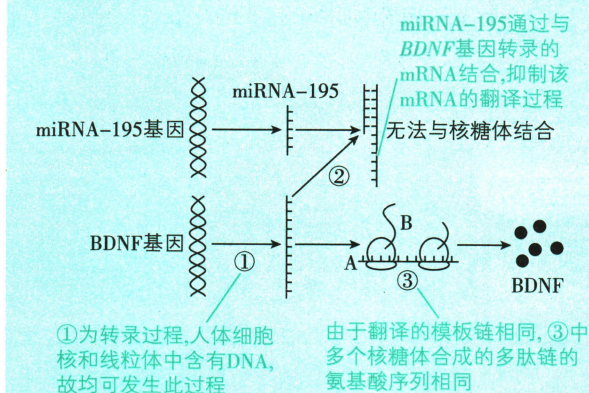 miRNA-195通过与
BDNF基因转录的
mRNA结合,抑制该
mRNA的翻译过程
miRNA-195
miRNA-195基因
无法与核糖体结合
②
BDNF基因
①
B
A
③
BDNF
①为转录过程,人体细胞
核和线粒体中含有DNA,
故均可发生此过程
由于翻译的模板链相同,③中
多个核糖体合成的多肽链的
氨基酸序列相同